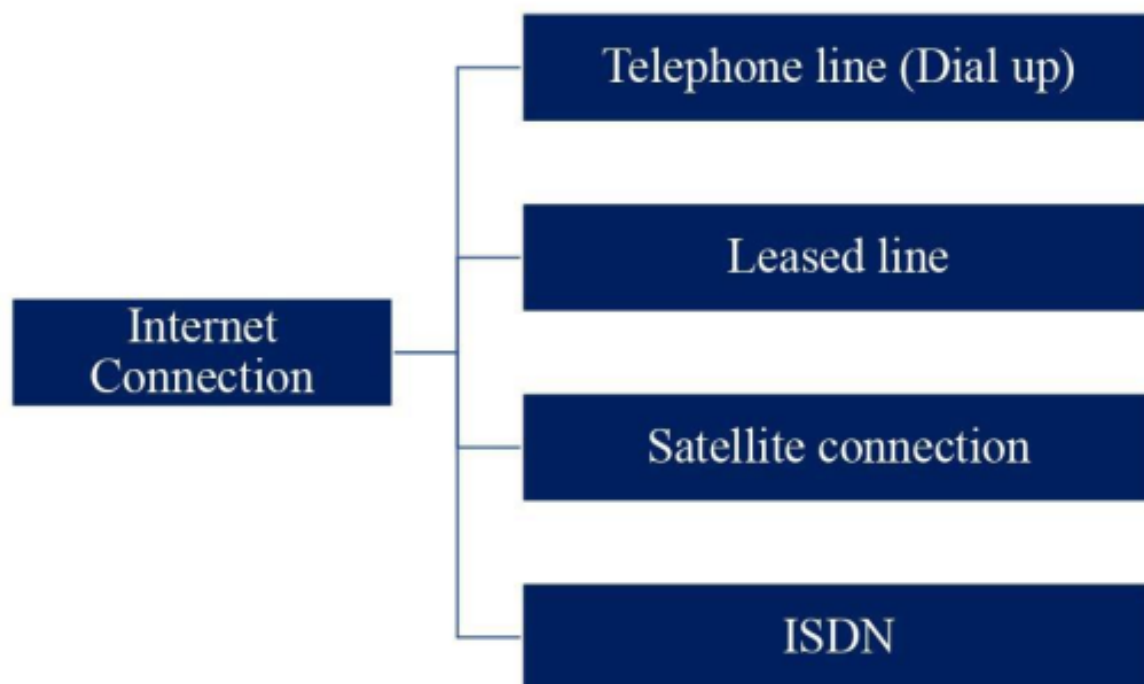 Telephone line (Dial up)
Leased line
Internet
Connection
Satellite connection
ISDN